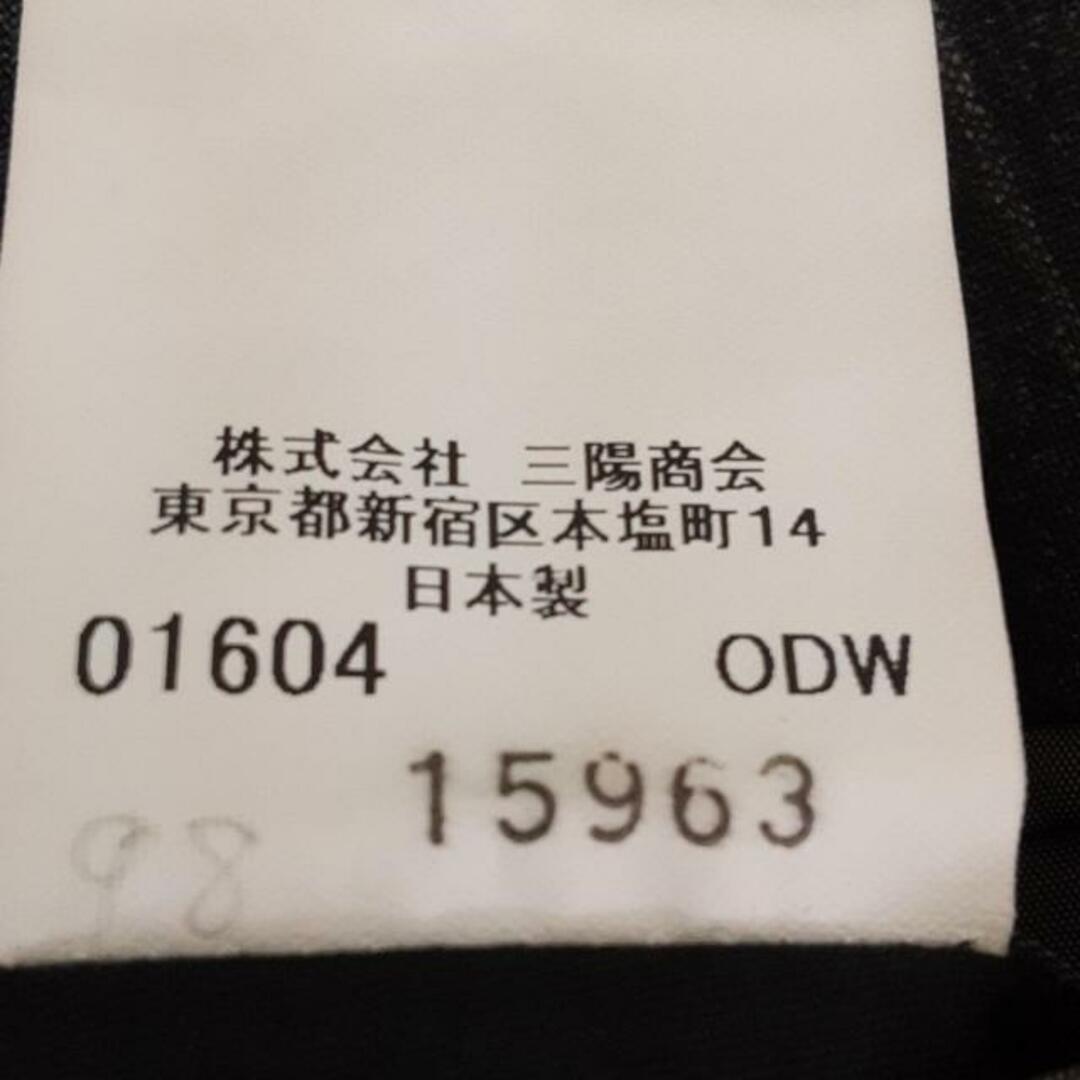 株式会社 三陽商会
東京都新宿区本塩町14
日本製
01604 ODW
15963
98